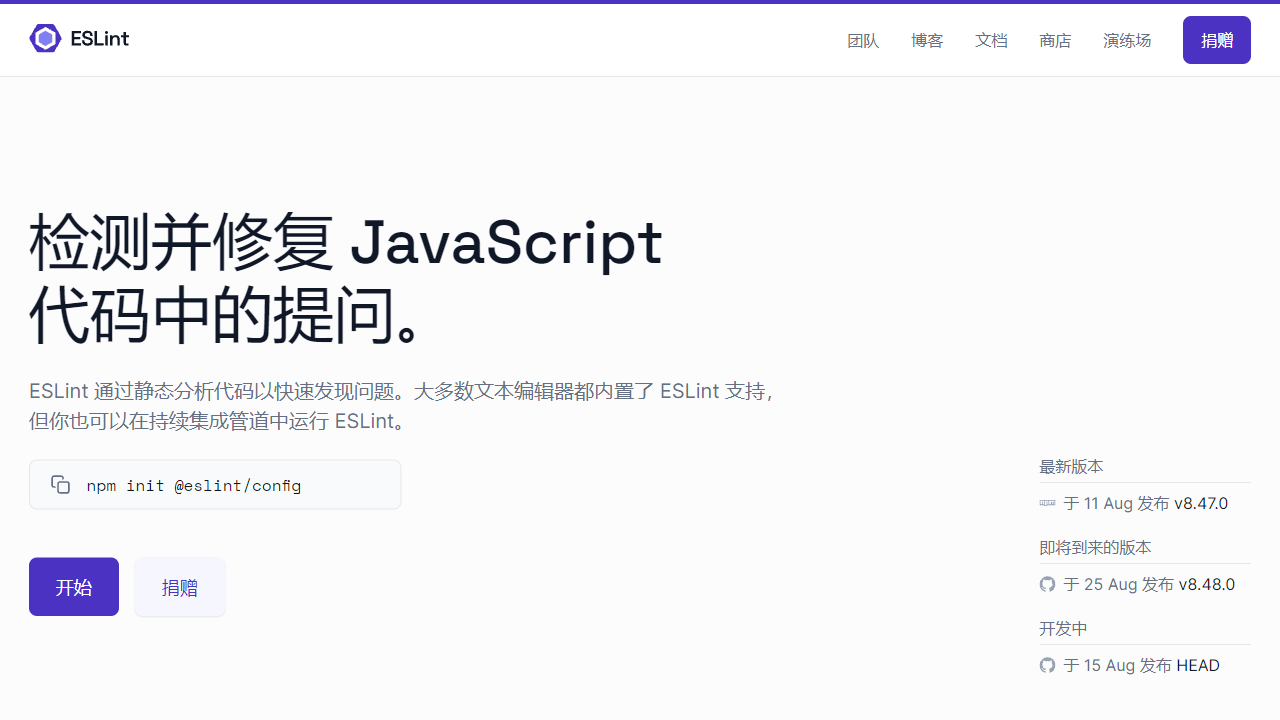 ESLint
团队
博客
文档
商店
演练场
捐赠
检测并修复 JavaScript
代码中的提问。
ESLint 通过静态分析代码以快速发现问题。大多数文本编辑器都内置了 ESLint 支持,
但你也可以在持续集成管道中运行 ESLint。
npm init @eslint/config
开始
捐赠
最新版本
于 11 Aug 发布 v8.47.0
即将到来的版本
于 25 Aug 发布 v8.48.0
开发中
于 15 Aug 发布 HEAD